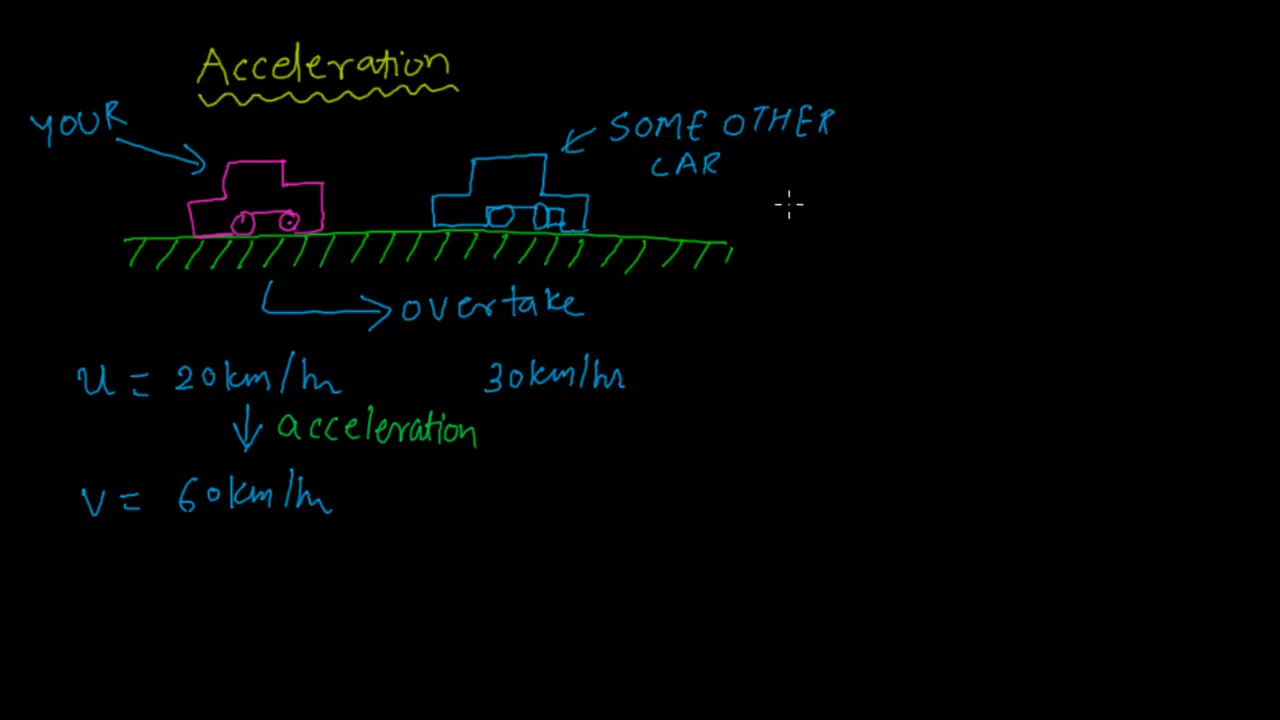 Acceleration
YOUR
SOME OTHER
CAR
overtake
u = 20km/hr
30km/hr
acceleration
v = 60km/hr